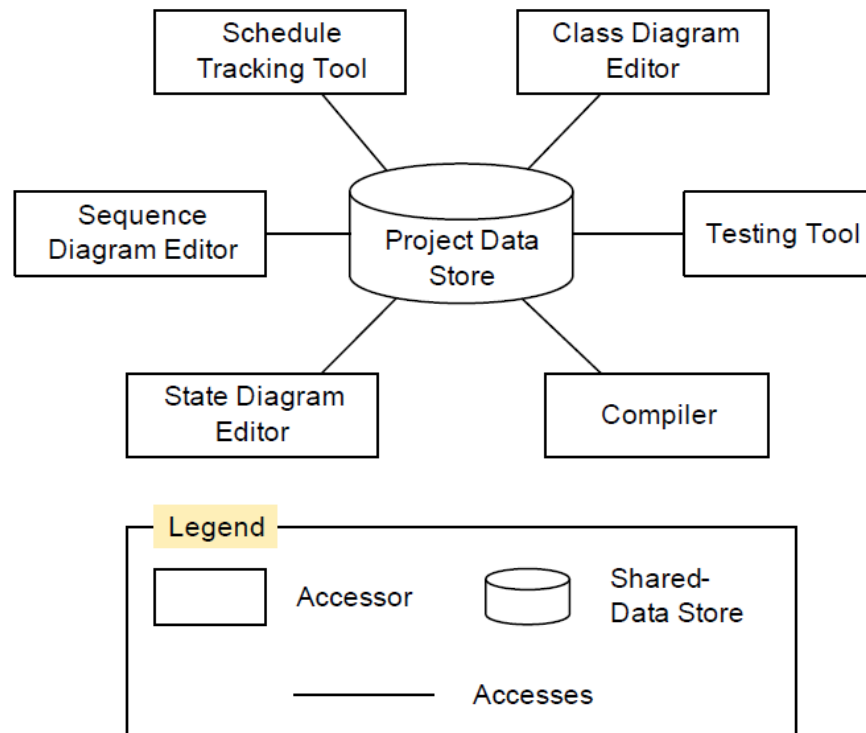 Schedule
Tracking Tool
Class Diagram
Editor
Sequence
Diagram Editor
Project Data
Store
Testing Tool
State Diagram
Editor
Compiler
Legend
Accessor
Shared-
Data Store
Accesses